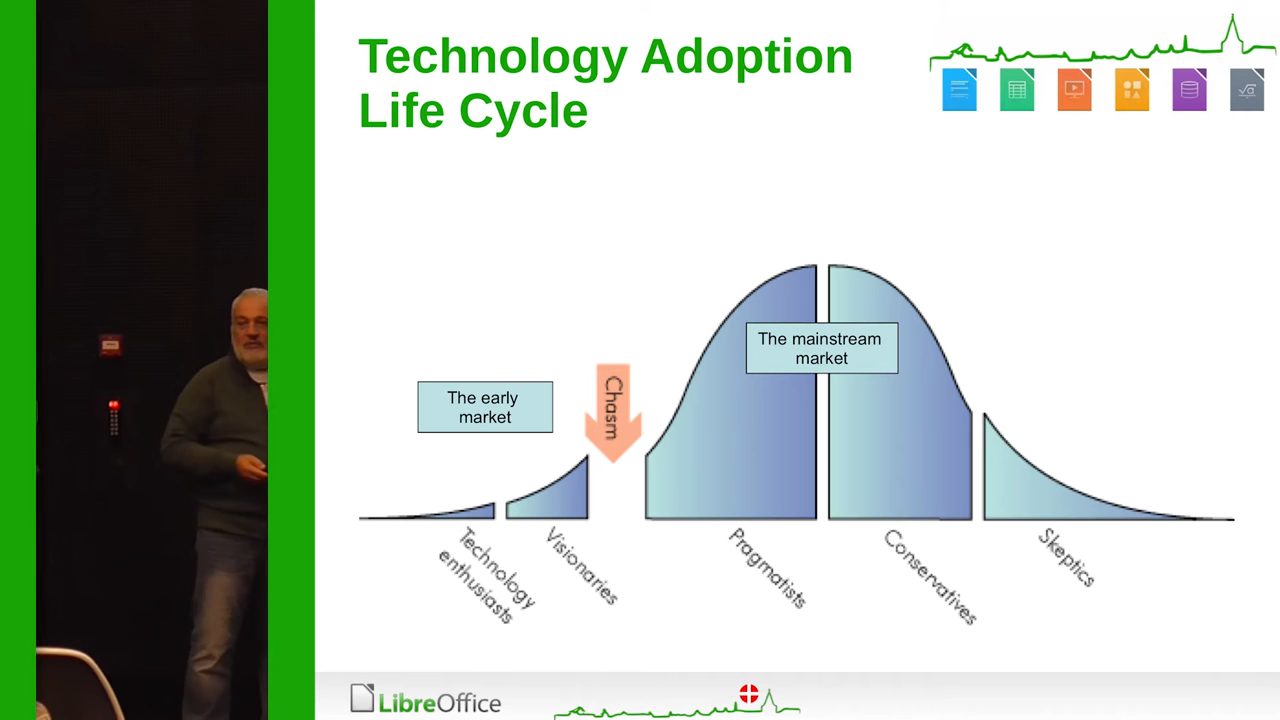 Technology Adoption
Life Cycle
The mainstream
market
The early
market
Chasm
Technology
enthusiasts
Visionaries
Pragmatists
Conservatives
Skeptics
LibreOffice